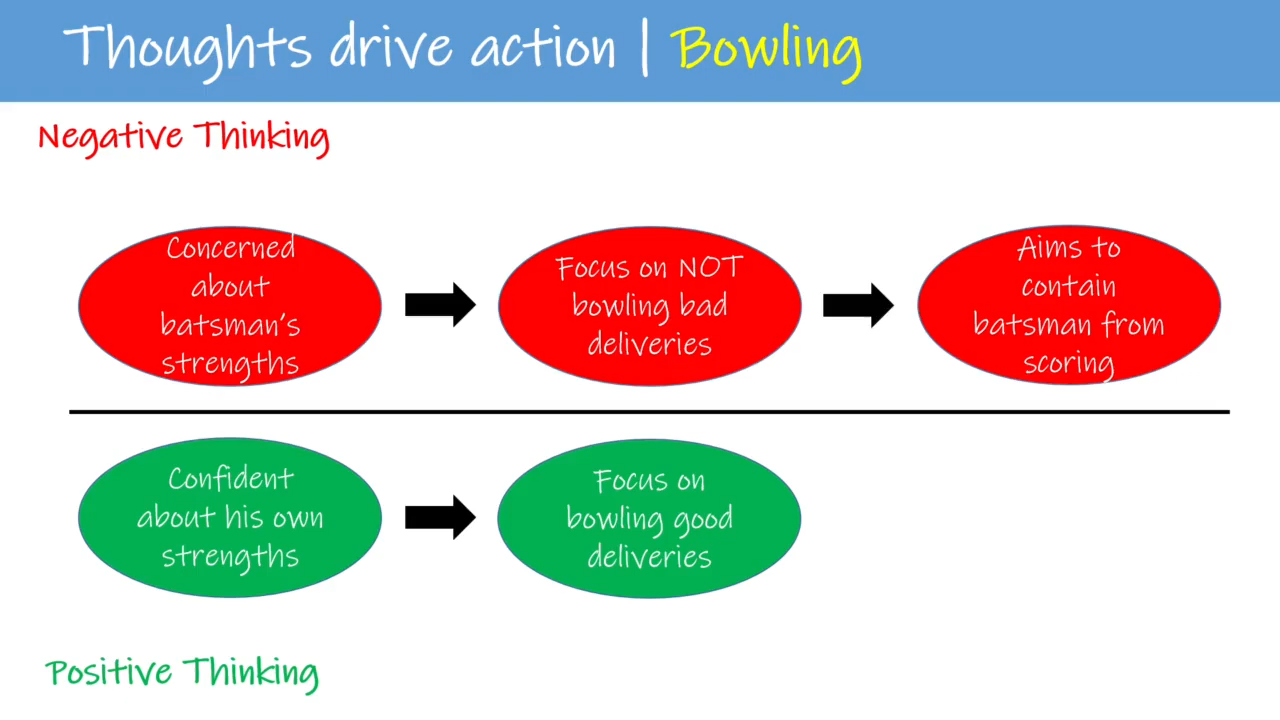 Thoughts drive action | Bowling
Negative Thinking
Concerned
about
batsman's
strengths
Focus on NOT
bowling bad
deliveries
Aims to
contain
batsman from
scoring
Confident
about his own
strengths
Focus on
bowling good
deliveries
Positive Thinking